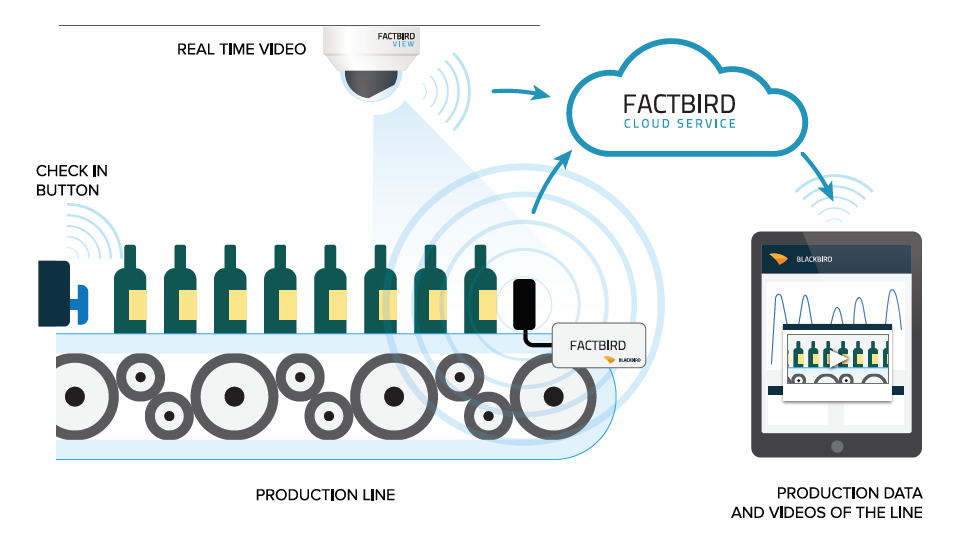 REAL TIME VIDEO
FACTBIRD
VIEW
FACTBIRD
CLOUD SERVICE
CHECK IN
BUTTON
BLACKBIRD
FACTBIRD
BLACKBIRD
PRODUCTION LINE
PRODUCTION DATA
AND VIDEOS OF THE LINE